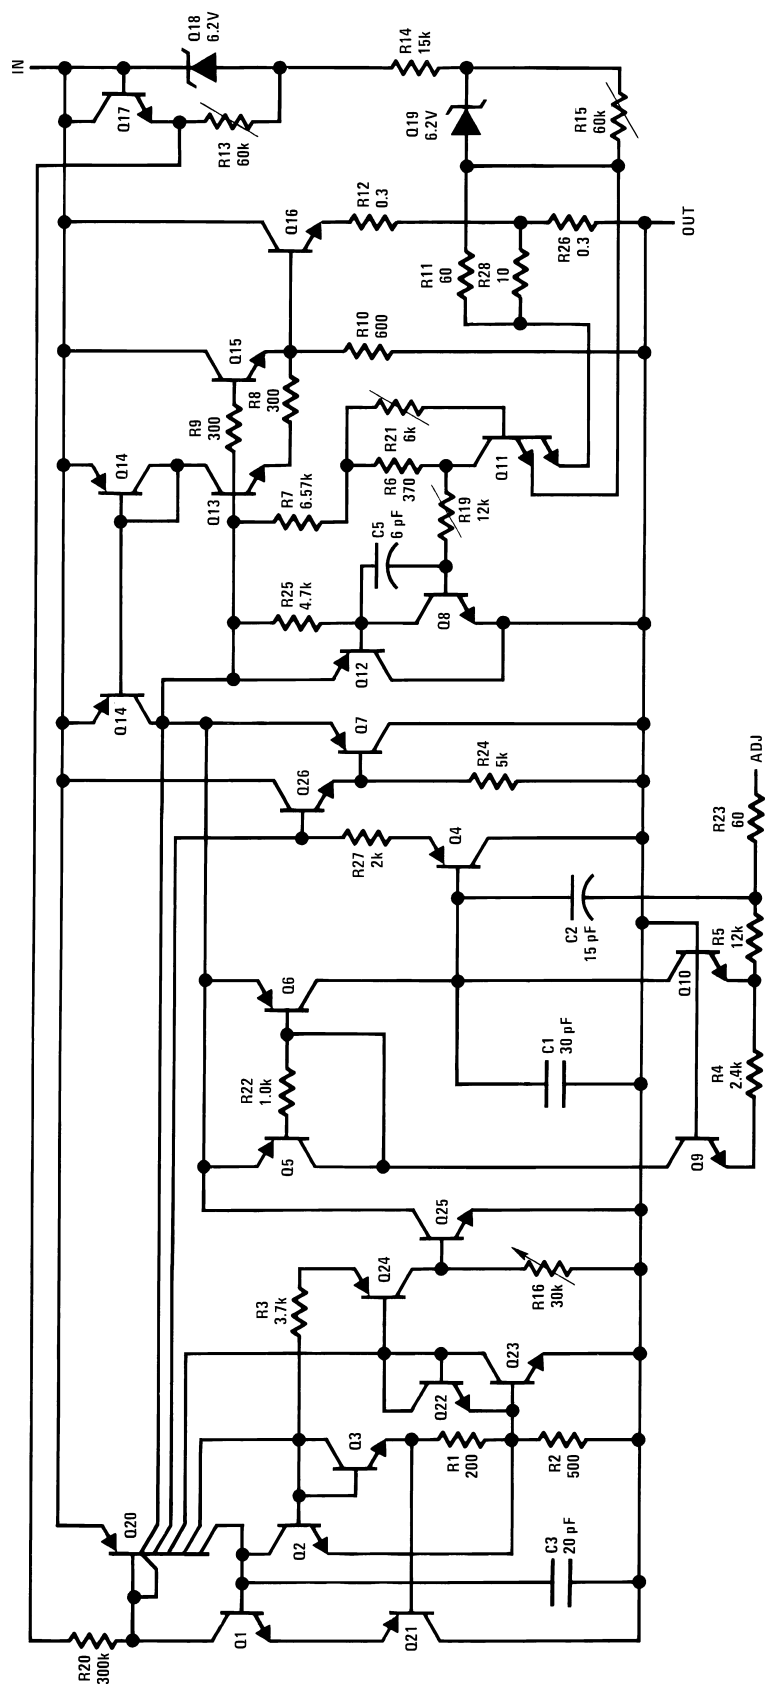 IN
Q18
6.2V
Q17
R13
60k
R14
15k
Q19
6.2V
R15
60k
R12
0.3
Q16
R11
60
R28
10
R26
0.3
OUT
R10
600
Q15
R8
300
R9
300
Q14
Q13
R7
6.57k
R21
6k
R6
370
Q11
R19
12k
C5
6 pF
R25
4.7k
Q8
Q12
Q14
Q7
Q26
R24
5k
ADJ
R23
60
R27
2k
Q4
C2
15 pF
R5
12k
Q10
Q6
C1
30 pF
R4
2.4k
R22
1.0k
Q5
Q9
Q25
Q24
R16
30k
R3
3.7k
Q23
Q22
Q3
R1
200
R2
500
Q20
Q2
C3
20 pF
Q1
Q21
R20
300k